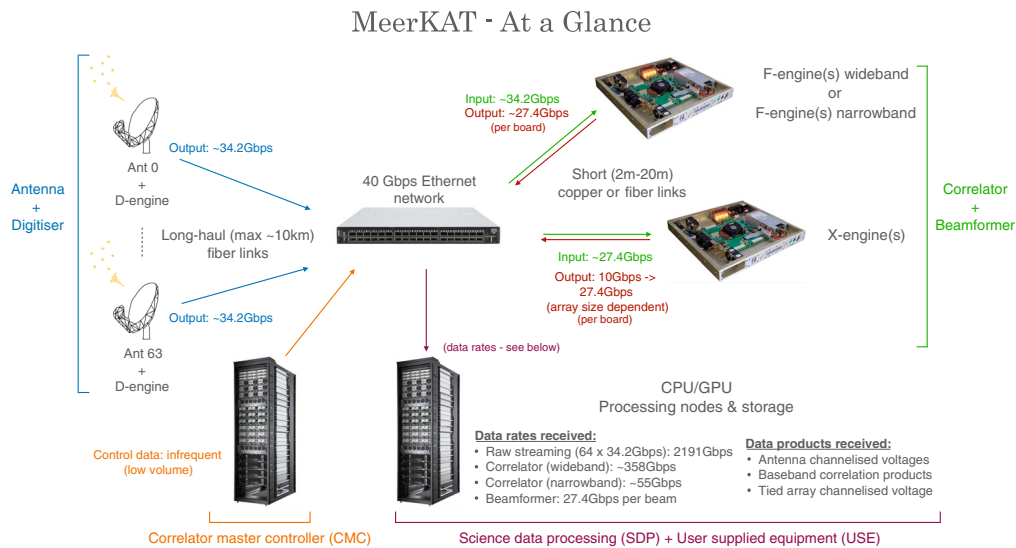 MeerKAT - At a Glance
Antenna
+
Digitiser
Ant 0
+
D-engine
Output: ~34.2Gbps
Long-haul (max ~10km)
fiber links
Ant 63
+
D-engine
Output: ~34.2Gbps
40 Gbps Ethernet
network
Input: ~34.2Gbps
Output: ~27.4Gbps
(per board)
F-engine(s) wideband
or
F-engine(s) narrowband
Short (2m-20m)
copper or fiber links
X-engine(s)
Input: ~27.4Gbps
Output: 10Gbps ->
27.4Gbps
(array size dependent)
(per board)
Correlator
+
Beamformer
(data rates - see below)
Control data: infrequent
(low volume)
Correlator master controller (CMC)
CPU/GPU
Processing nodes & storage
Data rates received:
• Raw streaming (64 x 34.2Gbps): 2191Gbps
• Correlator (wideband): ~358Gbps
• Correlator (narrowband): ~55Gbps
• Beamformer: 27.4Gbps per beam
Data products received:
• Antenna channelised voltages
• Baseband correlation products
• Tied array channelised voltage
Science data processing (SDP) + User supplied equipment (USE)